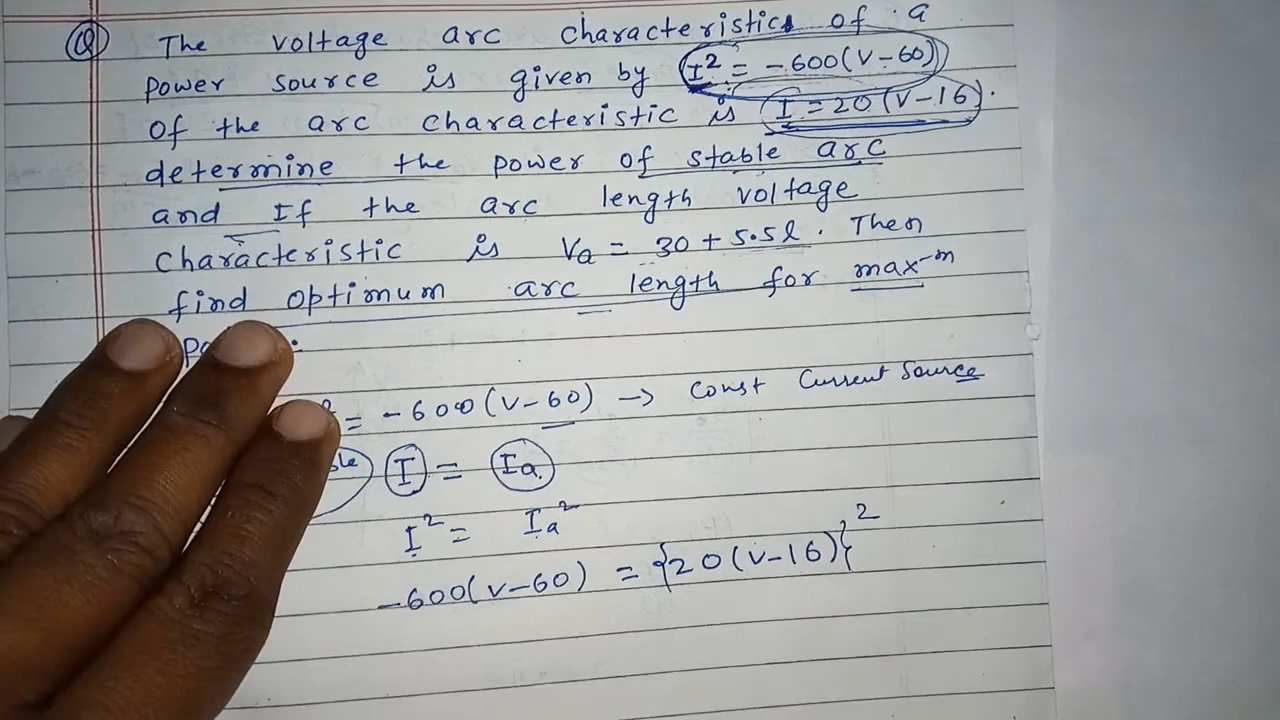 Q The voltage arc characteristics of a
power source is given by I² = -600(V-60)
of the arc characteristic is I = 20(V-16).
determine the power of stable arc
and If the arc length voltage
characteristic is Va = 30 + 5.5l. Then
find optimum arc length for max-m
= -600(V-60) → Const Current Source
I = Ia
I² = Ia²
-600(V-60) = {20(V-16)}²